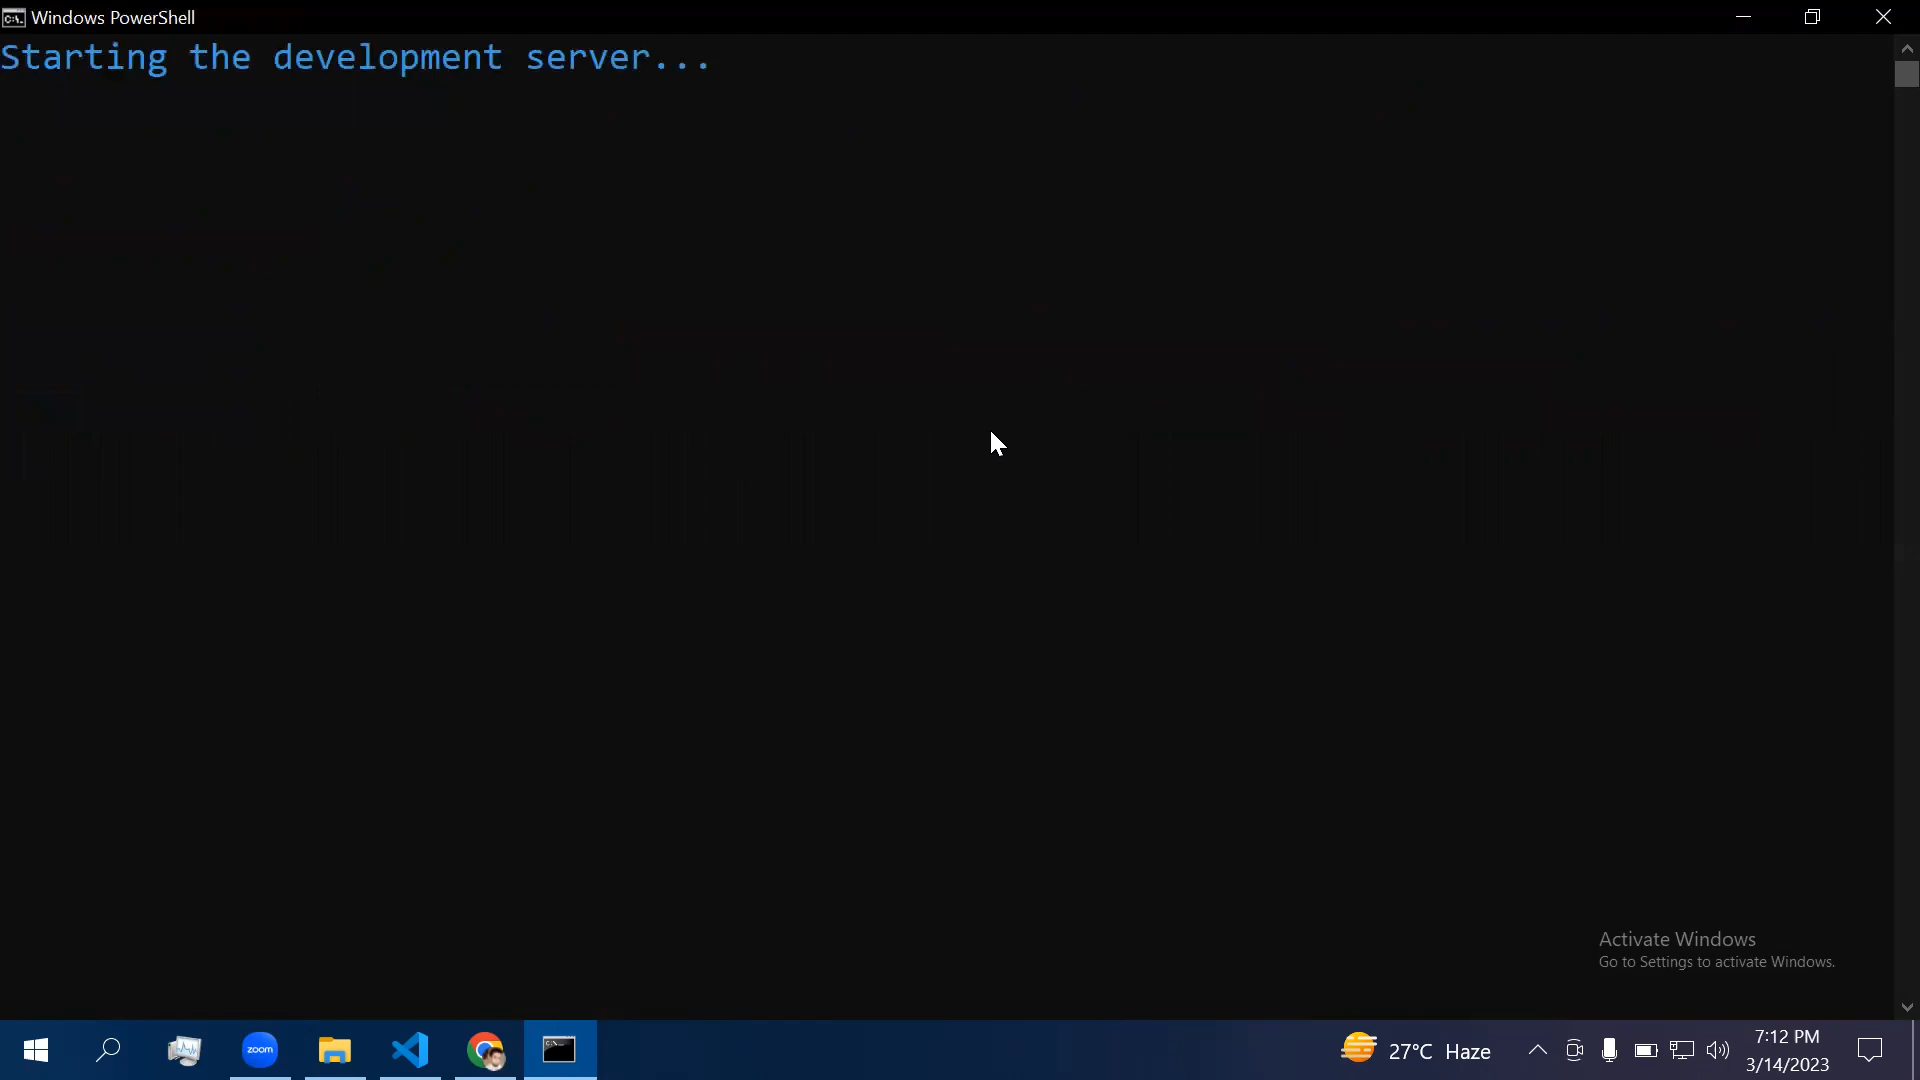 Windows PowerShell
Starting the development server...
Activate Windows
Go to Settings to activate Windows.
zoom
27°C Haze
7:12 PM
3/14/2023